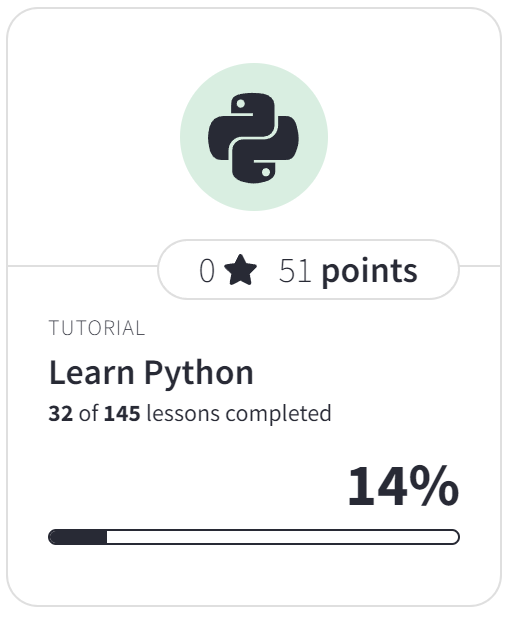 0 ★ 51 points
TUTORIAL
Learn Python
32 of 145 lessons completed
14%